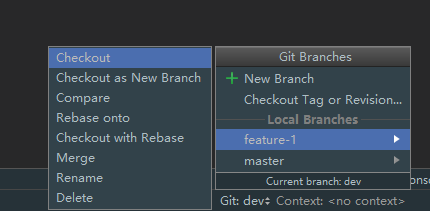 Checkout
Checkout as New Branch
Compare
Rebase onto
Checkout with Rebase
Merge
Rename
Delete
Git Branches
New Branch
Checkout Tag or Revision...
Local Branches
feature-1
master
Current branch: dev
Git: dev Context: <no context>